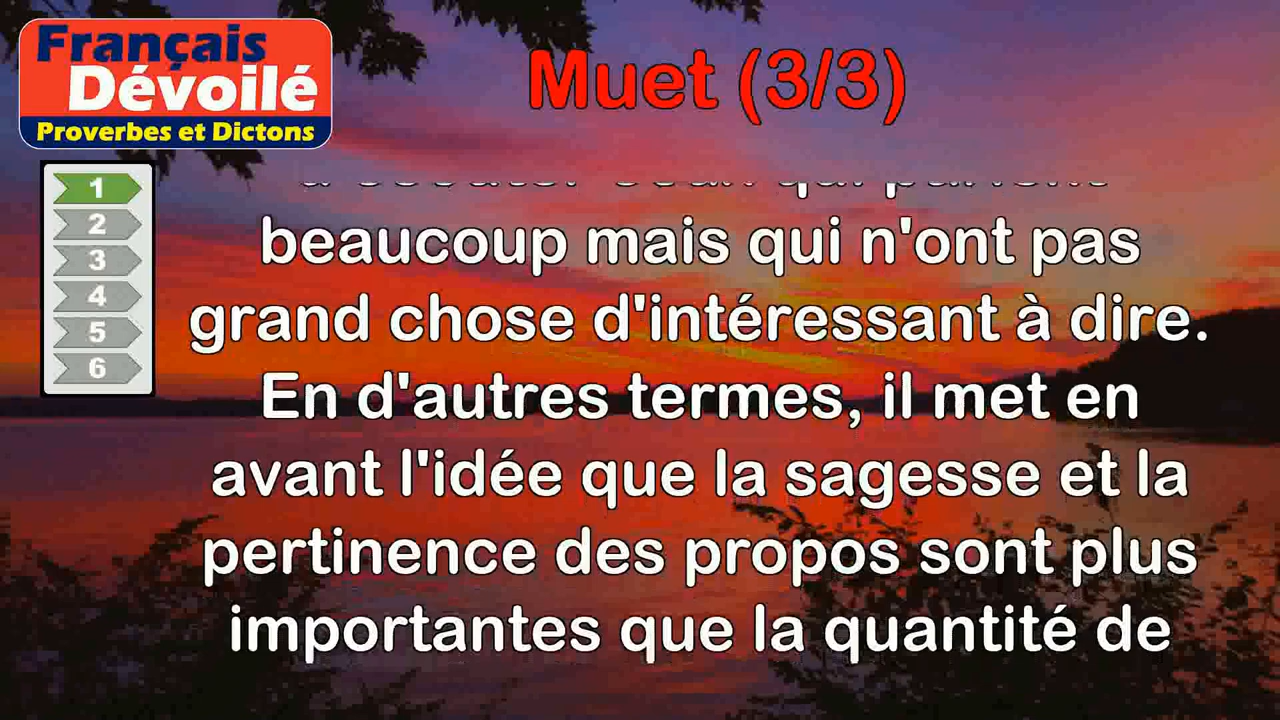 Français
Dévoilé
Proverbes et Dictons
Muet (3/3)
1
2
3
4
5
6
qui
beaucoup mais qui n'ont pas
grand chose d'intéressant à dire.
En d'autres termes, il met en
avant l'idée que la sagesse et la
pertinence des propos sont plus
importantes que la quantité de